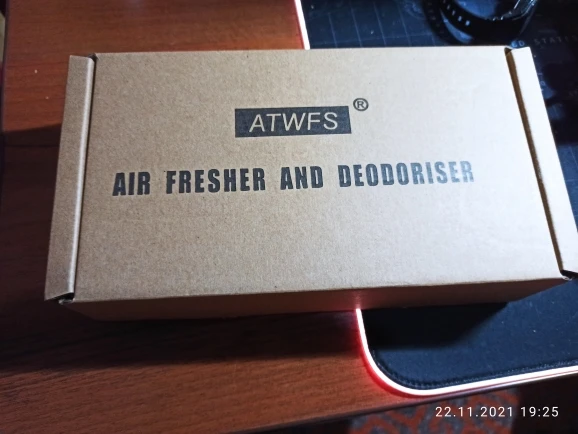 ATWFS®
AIR FRESHER AND DEODORISER
22.11.2021 19:25